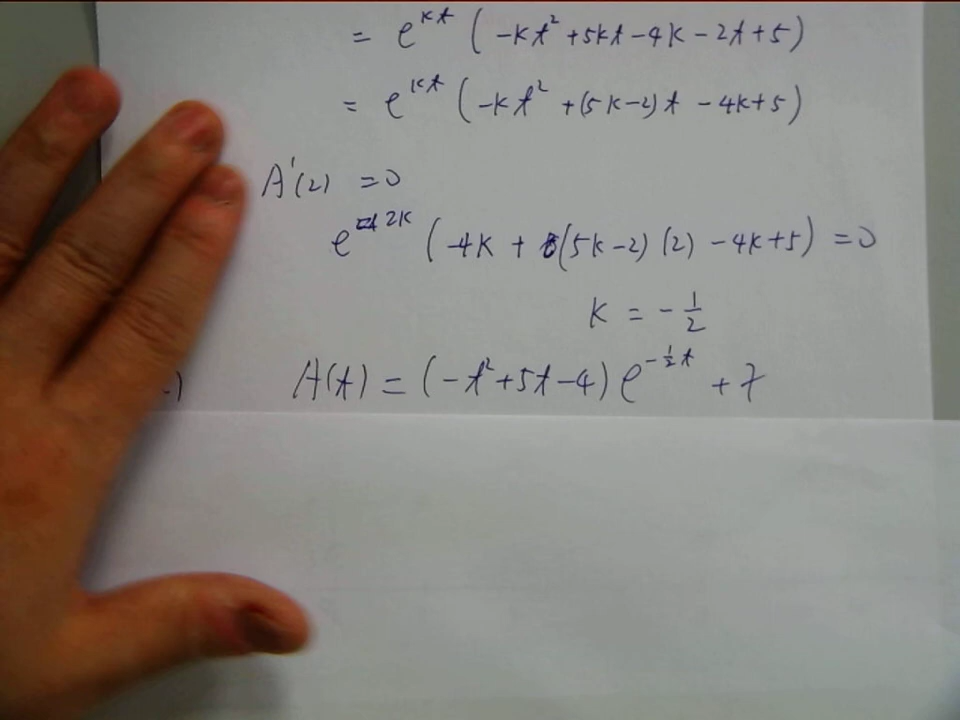 = e^{kt} (-kt² + 5kt - 4k - 2t + 5)
= e^{kt} (-kt² + (5k-2)t - 4k+5)
A'(2) = 0
e^{2k} (-4k + (5k-2)(2) - 4k+5) = 0
k = -1/2
A(t) = (-t²+5t-4) e^{-1/2 t} + 7